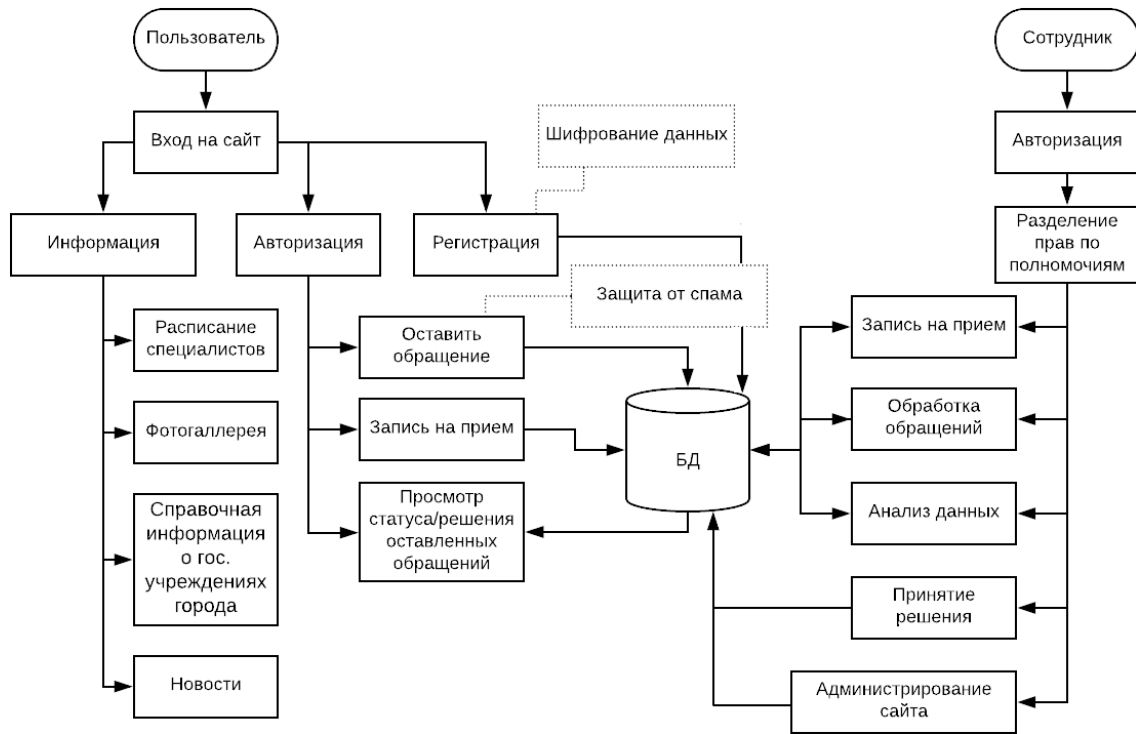 Пользователь
Сотрудник
Вход на сайт
Шифрование данных
Авторизация
Информация
Авторизация
Регистрация
Разделение
прав по
полномочиям
Защита от спама
Расписание
специалистов
Оставить
обращение
Запись на прием
Фотогаллерея
Запись на прием
БД
Обработка
обращений
Справочная
информация
о гос.
учреждениях
города
Просмотр
статуса/решения
оставленных
обращений
Анализ данных
Принятие
решения
Новости
Администрирование
сайта